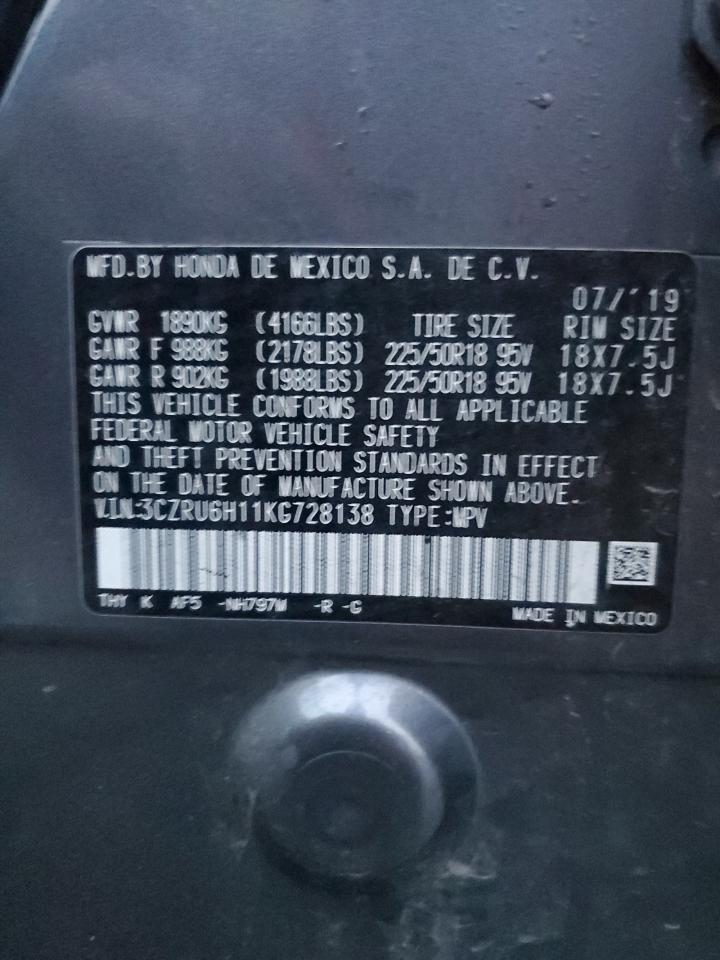 MFD.BY HONDA DE MEXICO S.A. DE C.V.
07/'19
GVWR 1890KG (4166LBS) TIRE SIZE RIM SIZE
GAWR F 988KG (2178LBS) 225/50R18 95V 18X7.5J
GAWR R 902KG (1988LBS) 225/50R18 95V 18X7.5J
THIS VEHICLE CONFORMS TO ALL APPLICABLE
FEDERAL MOTOR VEHICLE SAFETY
AND THEFT PREVENTION STANDARDS IN EFFECT
ON THE DATE OF MANUFACTURE SHOWN ABOVE.
V.I.N:3CZRU6H11KG728138 TYPE:MPV
THY K AF5 -NH797M -R -C
MADE IN MEXICO